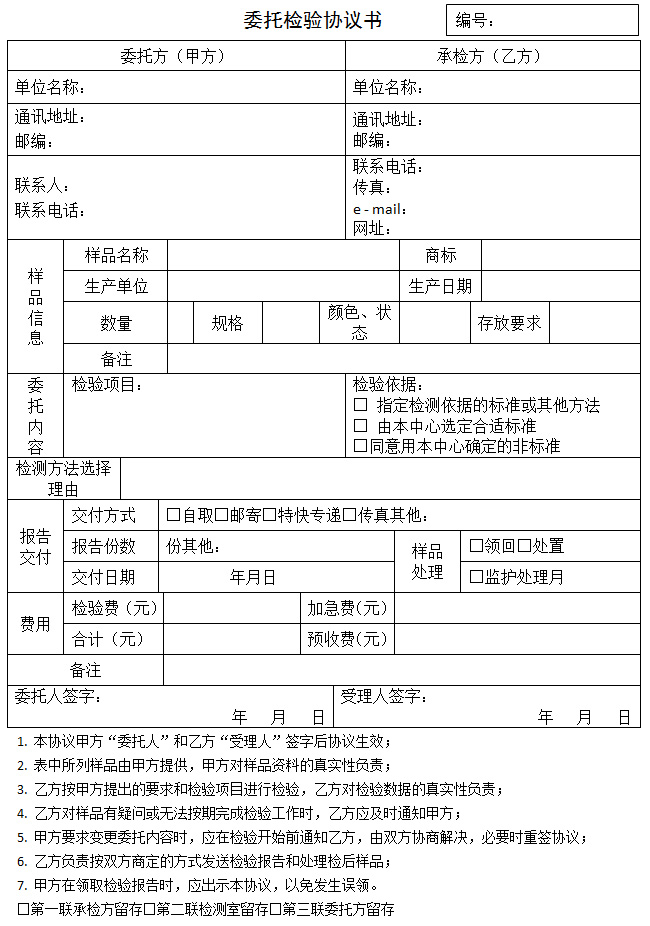 委托检验协议书
编号：
委托方（甲方）
承检方（乙方）
单位名称：
单位名称：
通讯地址：
邮编：
通讯地址：
邮编：
联系人：
联系电话：
联系电话：
传真：
e - mail：
网址：
样品信息
样品名称
商标
生产单位
生产日期
数量
规格
颜色、状
态
存放要求
备注
委托内容
检验项目：
检验依据：
□ 指定检测依据的标准或其他方法
□ 由本中心选定合适标准
□同意用本中心确定的非标准
检测方法选择
理由
报告
交付
交付方式
□自取□邮寄□特快专递□传真其他：
报告份数
份其他：
样品
处理
□领回□处置
交付日期
年月日
□监护处理月
费用
检验费（元）
加急费（元）
合计（元）
预收费（元）
备注
委托人签字：
年 月 日
受理人签字：
年 月 日
1. 本协议甲方“委托人”和乙方“受理人”签字后协议生效；
2. 表中所列样品由甲方提供，甲方对样品资料的真实性负责；
3. 乙方按甲方提出的要求和检验项目进行检验，乙方对检验数据的真实性负责；
4. 乙方对样品有疑问或无法按期完成检验工作时，乙方应及时通知甲方；
5. 甲方要求变更委托内容时，应在检验开始前通知乙方，由双方协商解决，必要时重签协议；
6. 乙方负责按双方商定的方式发送检验报告和处理检后样品；
7. 甲方在领取检验报告时，应出示本协议，以免发生误领。
□第一联承检方留存□第二联检测室留存□第三联委托方留存